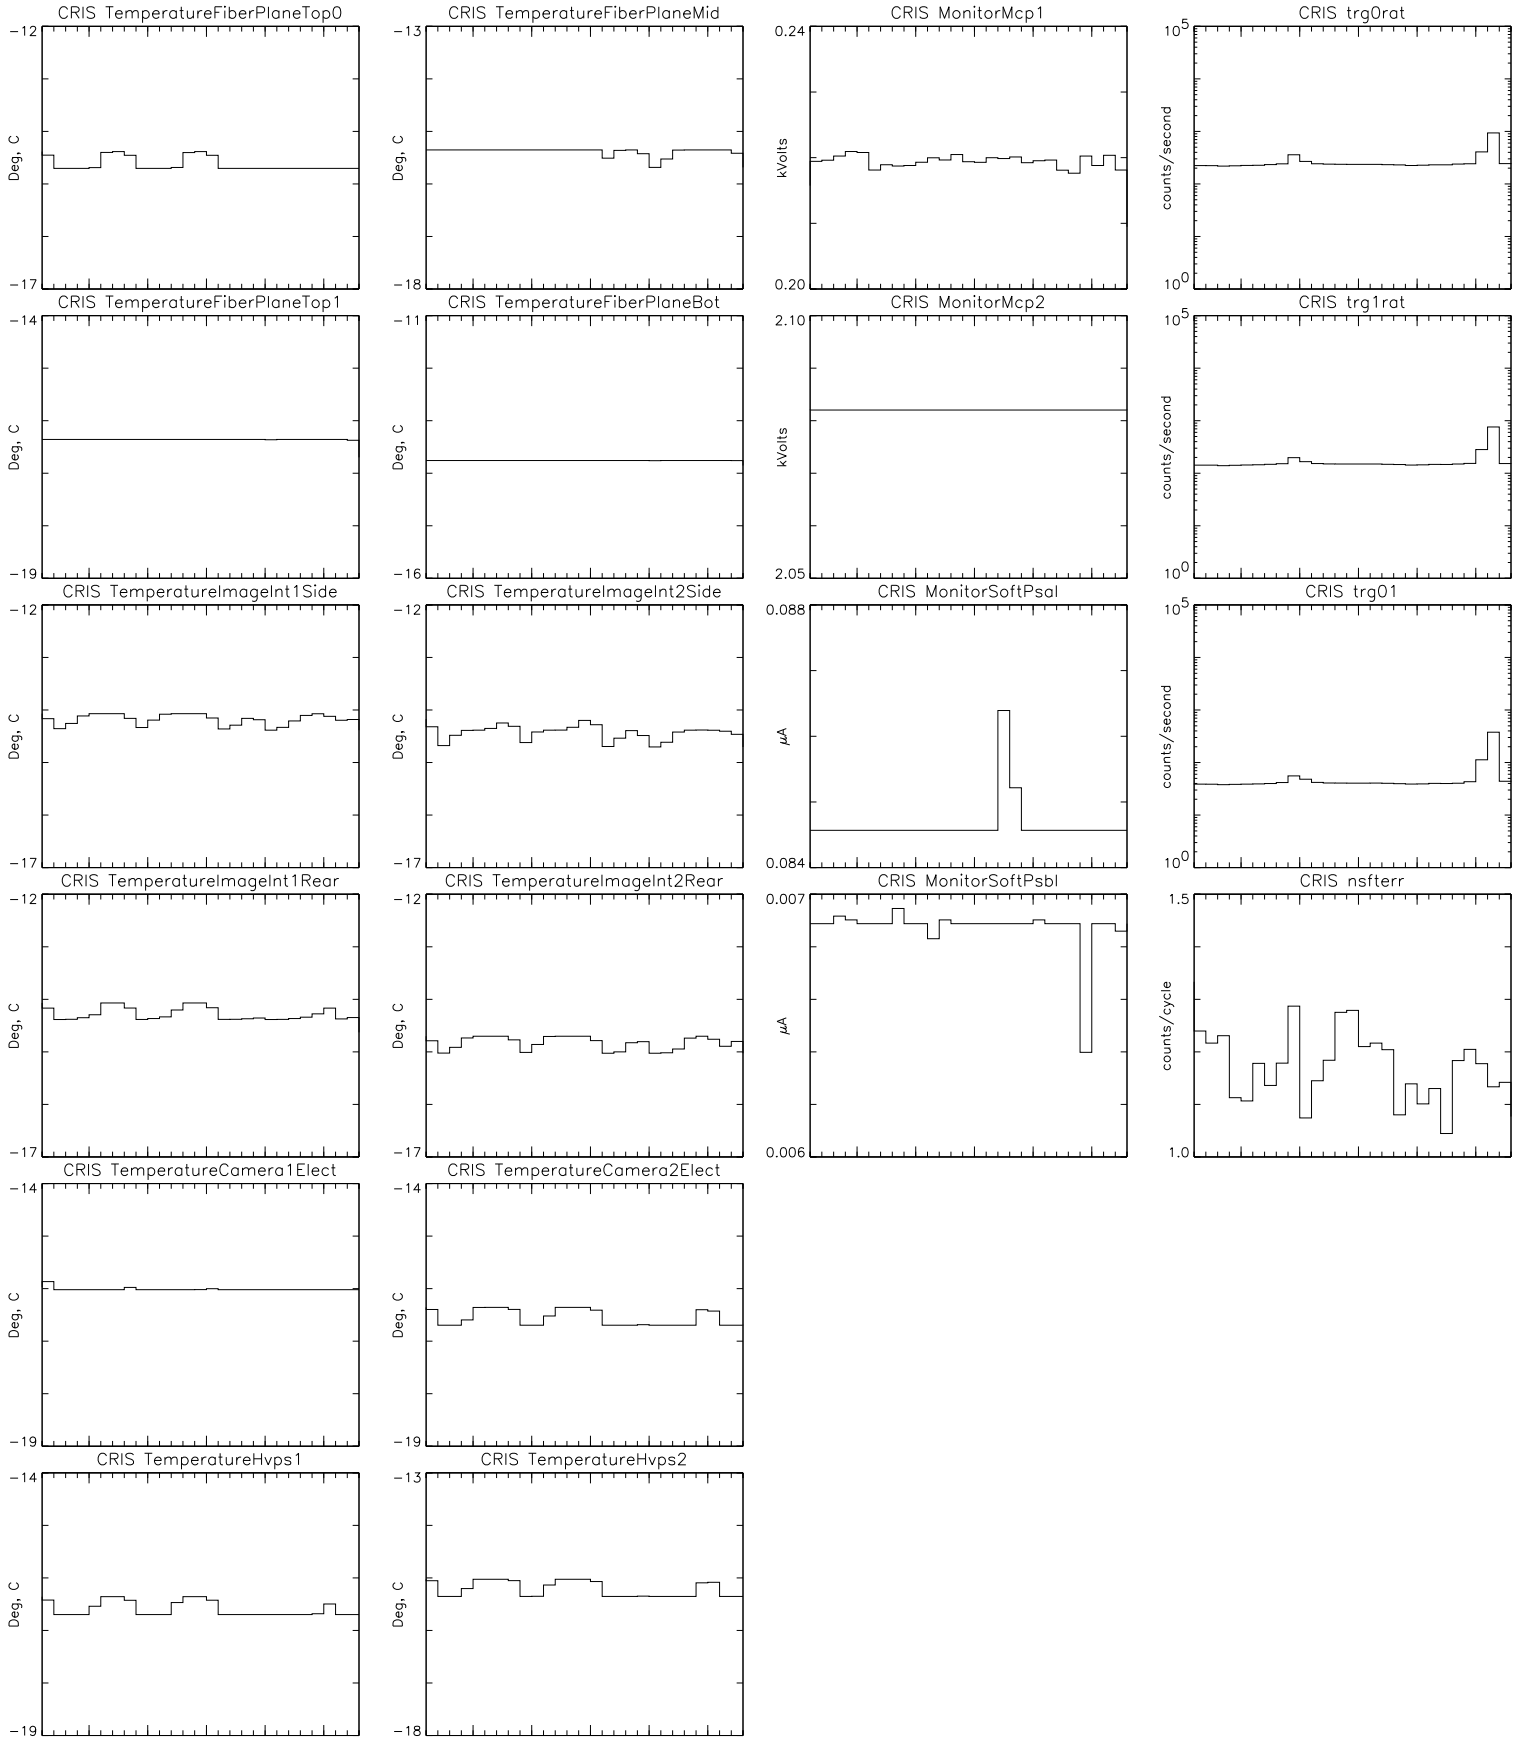 CRIS TemperatureFiberPlaneTop0
-12
Deg, C
-17
CRIS TemperatureFiberPlaneMid
-13
Deg, C
-18
CRIS MonitorMcp1
0.24
kVolts
0.20
CRIS trg0rat
10^5
counts/second
10^0
CRIS TemperatureFiberPlaneTop1
-14
Deg, C
-19
CRIS TemperatureFiberPlaneBot
-11
Deg, C
-16
CRIS MonitorMcp2
2.10
kVolts
2.05
CRIS trg1rat
10^5
counts/second
10^0
CRIS TemperatureImageInt1Side
-12
Deg, C
-17
CRIS TemperatureImageInt2Side
-12
Deg, C
-17
CRIS MonitorSoftPsaI
0.088
μA
0.084
CRIS trg01
10^5
counts/second
10^0
CRIS TemperatureImageInt1Rear
-12
Deg, C
-17
CRIS TemperatureImageInt2Rear
-12
Deg, C
-17
CRIS MonitorSoftPsbI
0.007
μA
0.006
CRIS nsfterr
1.5
counts/cycle
1.0
CRIS TemperatureCamera1Elect
-14
Deg, C
-19
CRIS TemperatureCamera2Elect
-14
Deg, C
-19
CRIS TemperatureHvps1
-14
Deg, C
-19
CRIS TemperatureHvps2
-13
Deg, C
-18